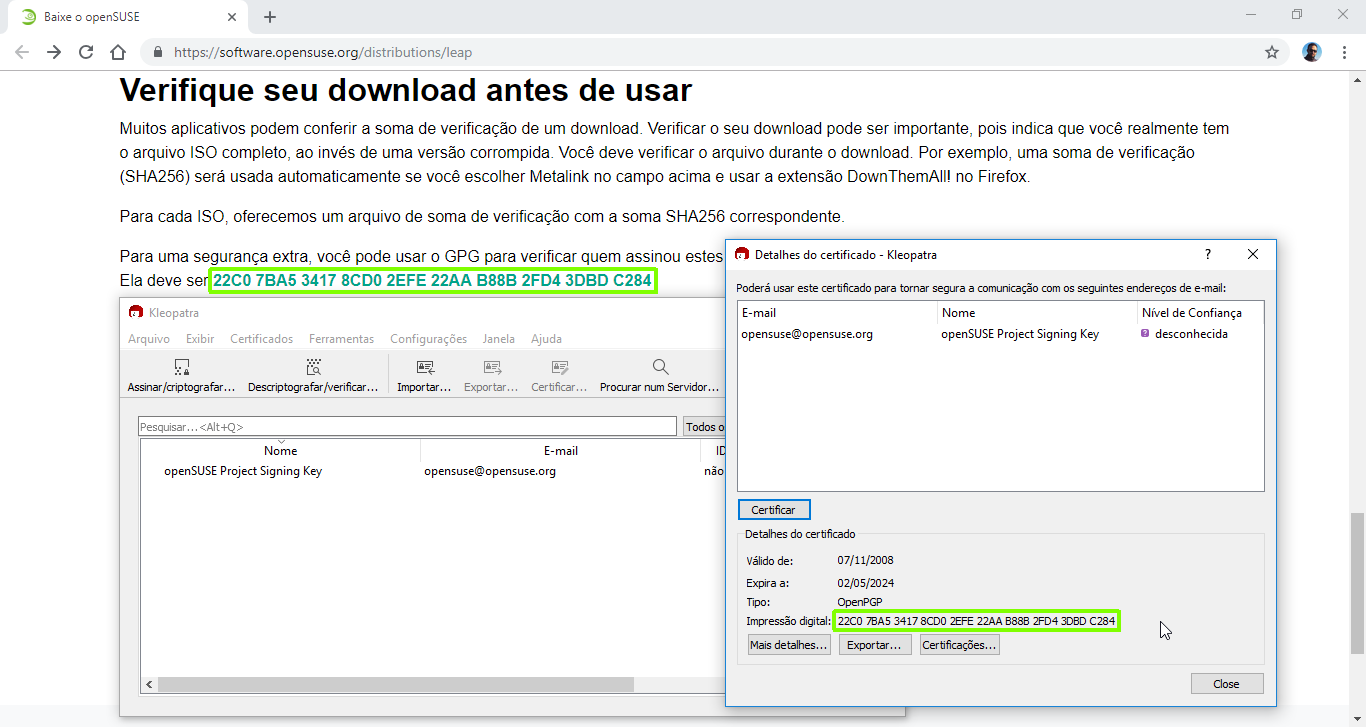 Baixe o openSUSE
https://software.opensuse.org/distributions/leap
Verifique seu download antes de usar
Muitos aplicativos podem conferir a soma de verificação de um download. Verificar o seu download pode ser importante, pois indica que você realmente tem
o arquivo ISO completo, ao invés de uma versão corrompida. Você deve verificar o arquivo durante o download. Por exemplo, uma soma de verificação
(SHA256) será usada automaticamente se você escolher Metalink no campo acima e usar a extensão DownThemAll! no Firefox.
Para cada ISO, oferecemos um arquivo de soma de verificação com a soma SHA256 correspondente.
Para uma segurança extra, você pode usar o GPG para verificar quem assinou estes
Ela deve ser 22C0 7BA5 3417 8CD0 2EFE 22AA B88B 2FD4 3DBD C284
Kleopatra
Arquivo Exibir Certificados Ferramentas Configurações Janela Ajuda
Assinar/criptografar... Descriptografar/verificar... Importar... Exportar... Certificar... Procurar num Servidor...
Pesquisar...<Alt+Q> Todos o
Nome E-mail ID
openSUSE Project Signing Key opensuse@opensuse.org não
Detalhes do certificado - Kleopatra ?
Poderá usar este certificado para tornar segura a comunicação com os seguintes endereços de e-mail:
E-mail Nome Nível de Confiança
opensuse@opensuse.org openSUSE Project Signing Key ? desconhecida
Certificar
Detalhes do certificado
Válido de: 07/11/2008
Expira a: 02/05/2024
Tipo: OpenPGP
Impressão digital: 22C0 7BA5 3417 8CD0 2EFE 22AA B88B 2FD4 3DBD C284
Mais detalhes... Exportar... Certificações...
Close